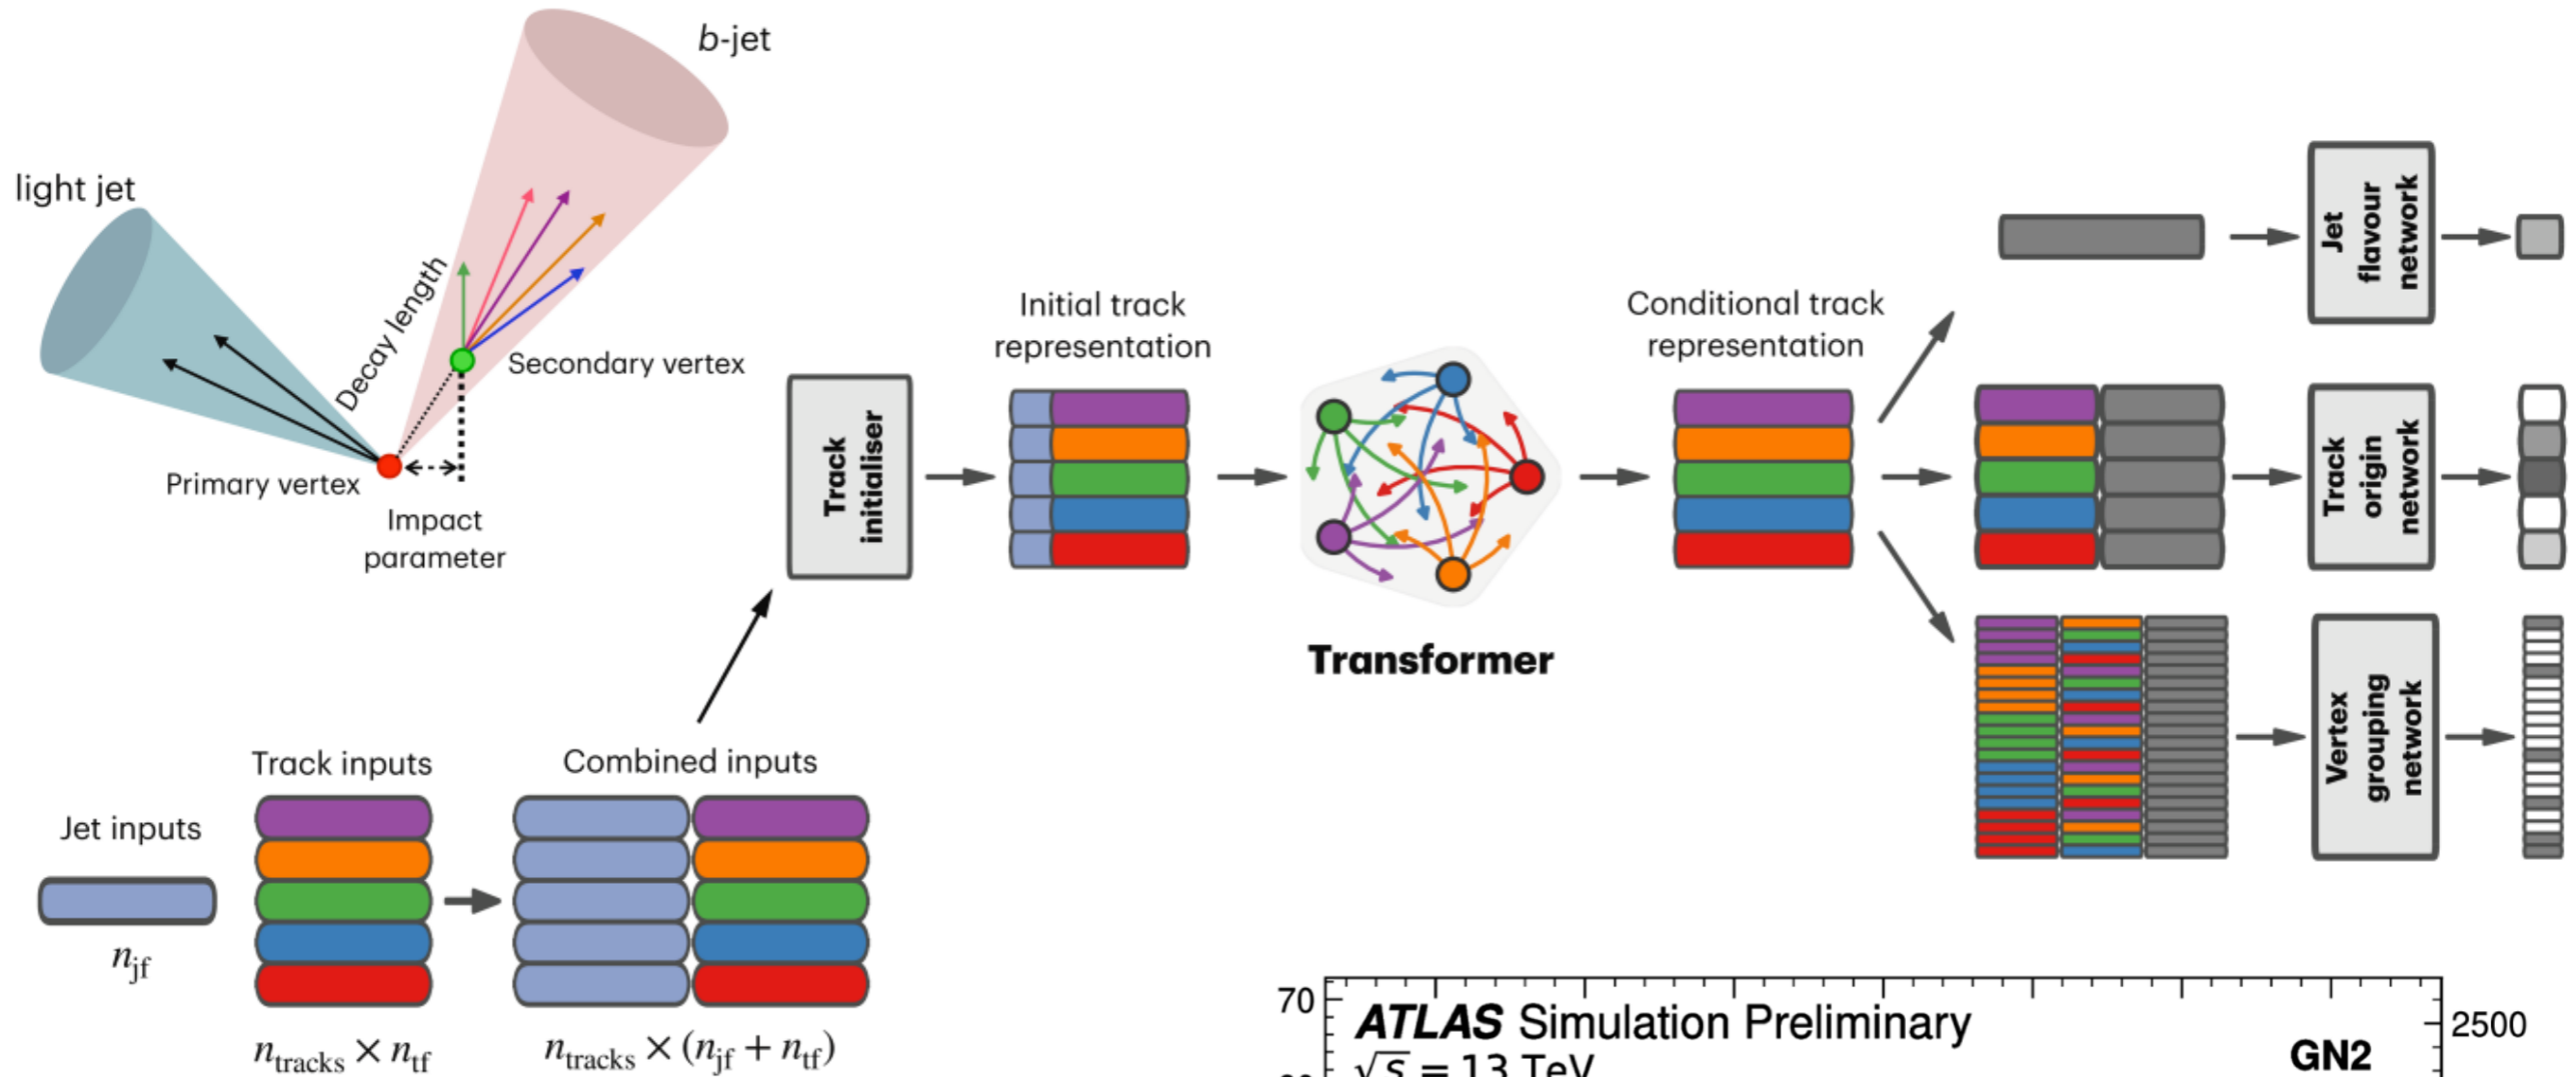 b-jet
light jet
Decay length
Secondary vertex
Primary vertex
Impact
parameter
Jet inputs
n_jf
Track inputs
n_tracks × n_tf
Combined inputs
n_tracks × (n_jf + n_tf)
Track
initialiser
Initial track
representation
Transformer
Conditional track
representation
Jet
flavour
network
Track
origin
network
Vertex
grouping
network
70
ATLAS Simulation Preliminary
√s = 13 TeV
GN2
2500